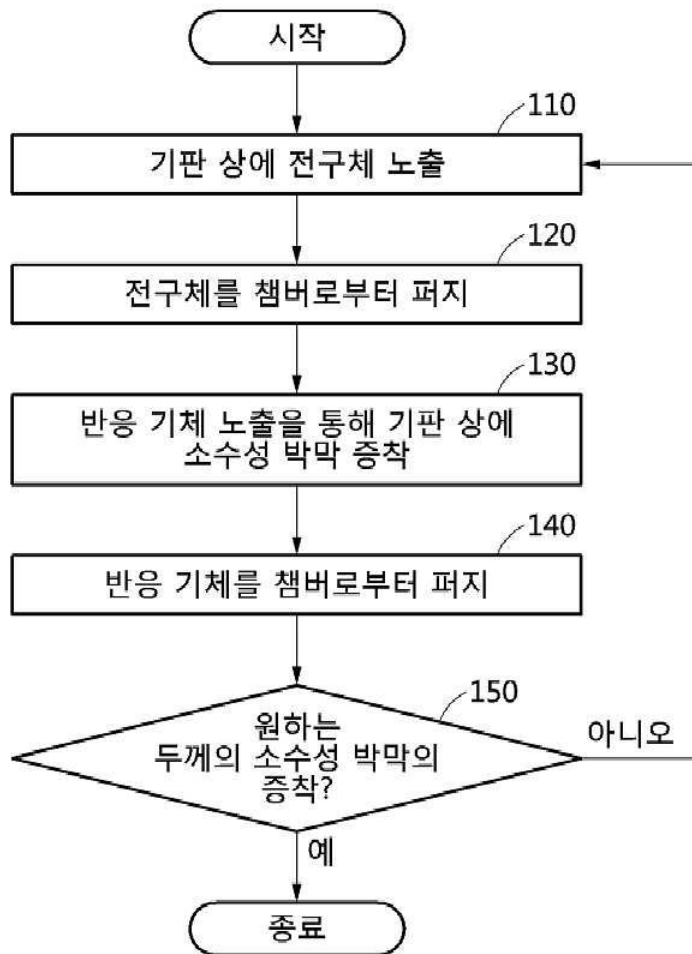 시작
110
기판 상에 전구체 노출
120
전구체를 챔버로부터 퍼지
130
반응 기체 노출을 통해 기판 상에
소수성 박막 증착
140
반응 기체를 챔버로부터 퍼지
150
원하는
두께의 소수성 박막의
증착?
아니오
예
종료